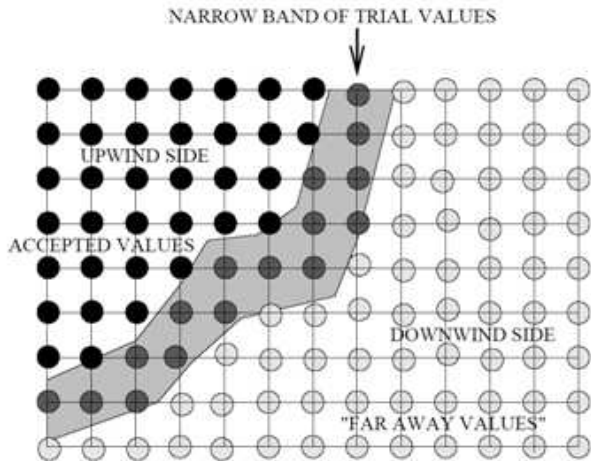 NARROW BAND OF TRIAL VALUES
UPWIND SIDE
ACCEPTED VALUES
DOWNWIND SIDE
"FAR AWAY VALUES"